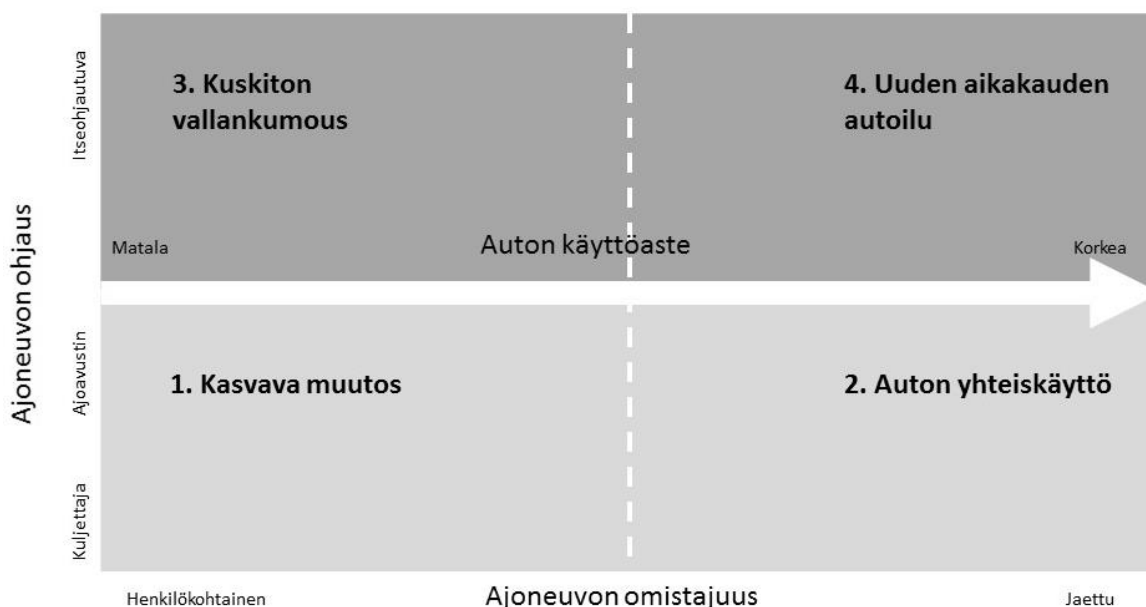 Ajoneuvon ohjaus
Itseohjautuva
Ajoavustin
Kuljettaja
3. Kuskiton
vallankumous
4. Uuden aikakauden
autoilu
Matala
Auton käyttöaste
Korkea
1. Kasvava muutos
2. Auton yhteiskäyttö
Henkilökohtainen
Ajoneuvon omistajuus
Jaettu